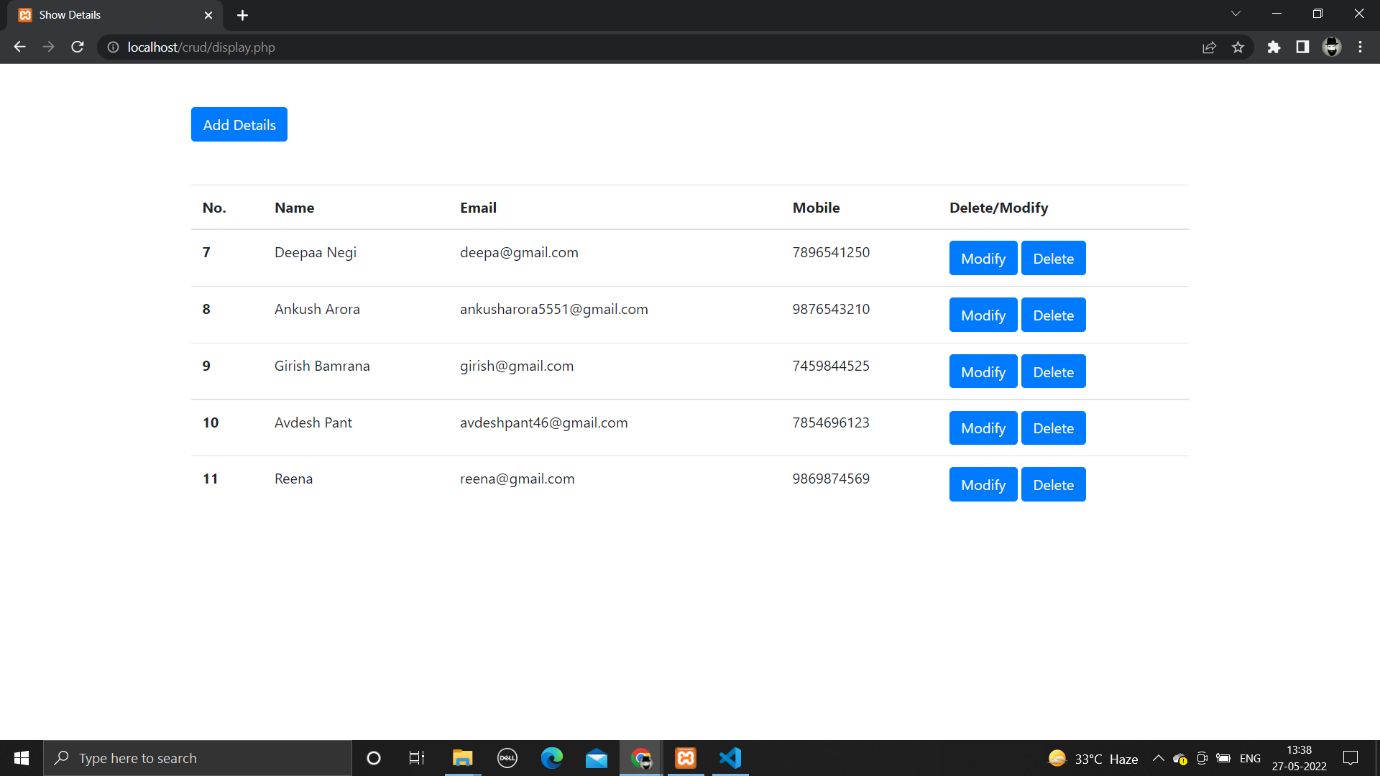 Show Details
localhost/crud/display.php
Add Details
No. Name Email Mobile Delete/Modify
7 Deepaa Negi deepa@gmail.com 7896541250 Modify Delete
8 Ankush Arora ankusharora5551@gmail.com 9876543210 Modify Delete
9 Girish Bamrana girish@gmail.com 7459844525 Modify Delete
10 Avdesh Pant avdeshpant46@gmail.com 7854696123 Modify Delete
11 Reena reena@gmail.com 9869874569 Modify Delete
Type here to search DELL 33°C Haze ENG 13:38
27-05-2022